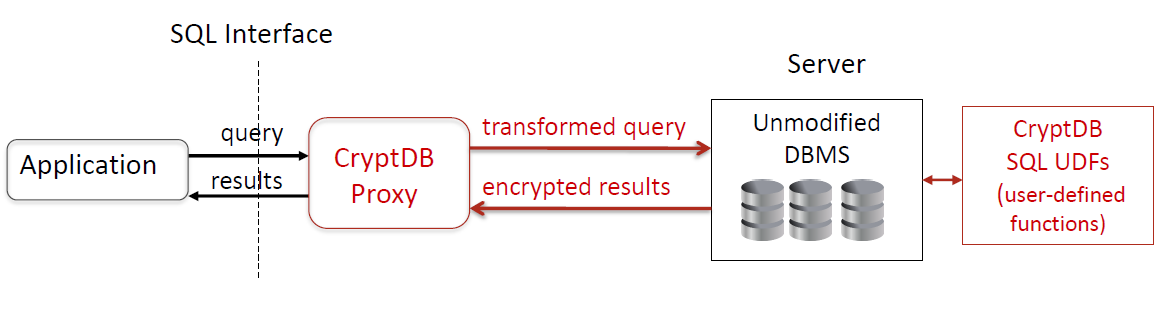 SQL Interface
Server
Application
query
results
CryptDB
Proxy
transformed query
encrypted results
Unmodified
DBMS
CryptDB
SQL UDFs
(user-defined
functions)